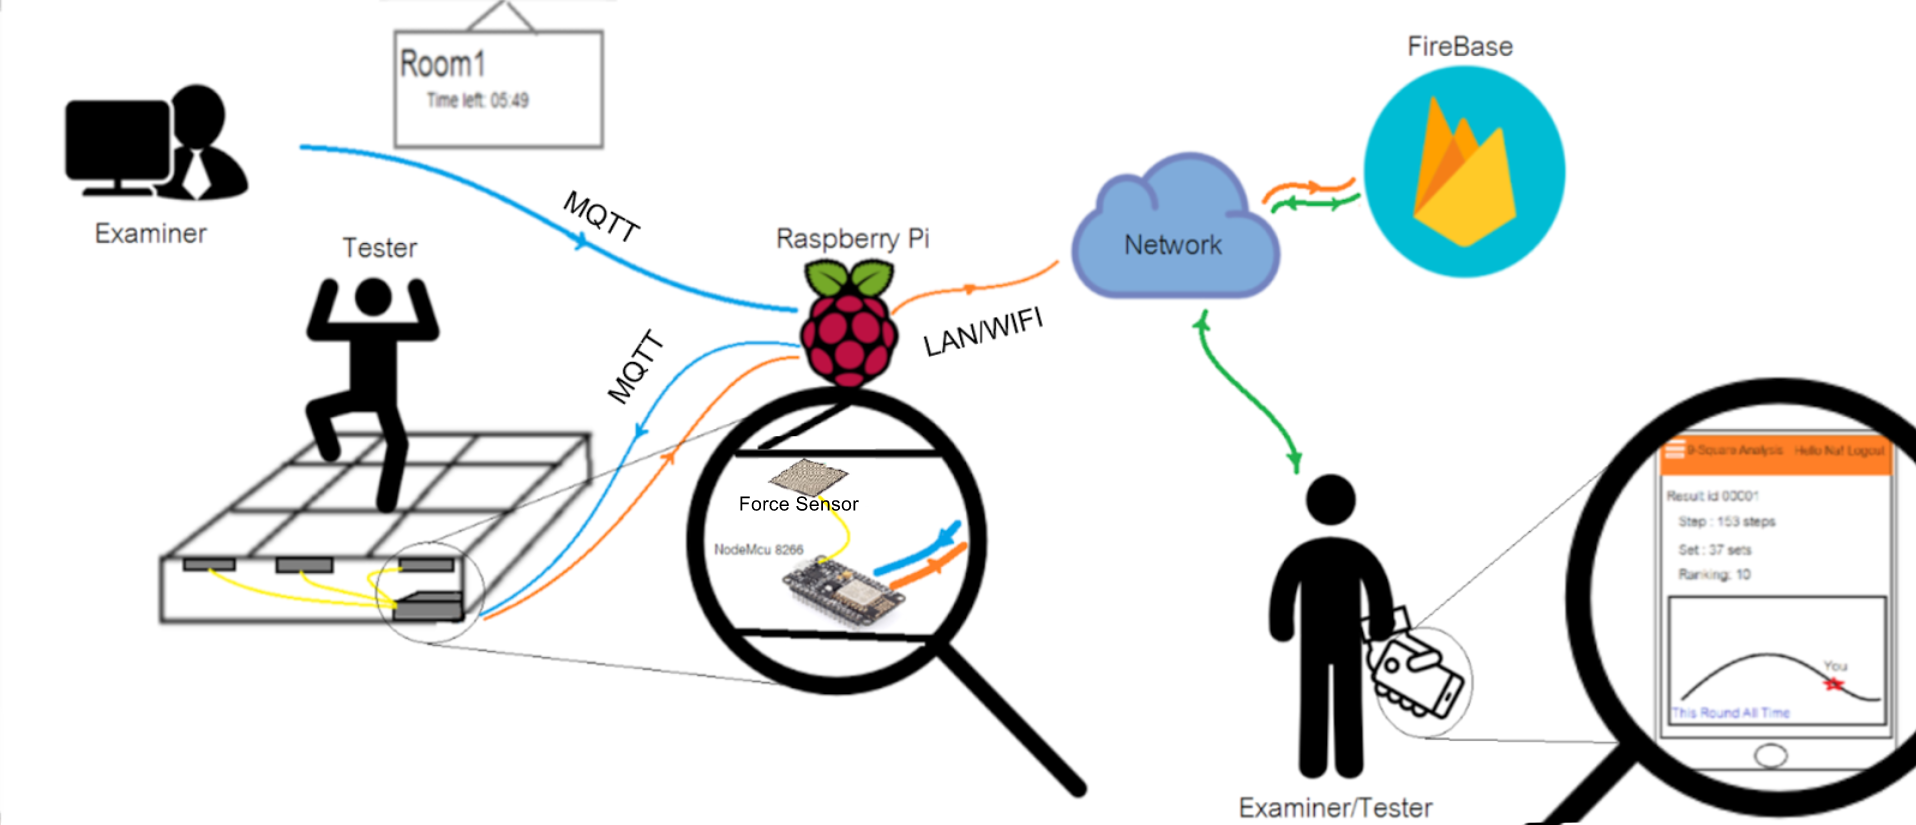 FireBase
Room1
Time left: 05:49
Examiner
MQTT
Tester
Raspberry Pi
Network
LAN/WIFI
MQTT
Force Sensor
NodeMcu 8266
9-Square Analysis Hello Na! Logout
Result id 00001
Step : 153 steps
Set : 37 sets
Ranking: 10
You
This Round All Time
Examiner/Tester